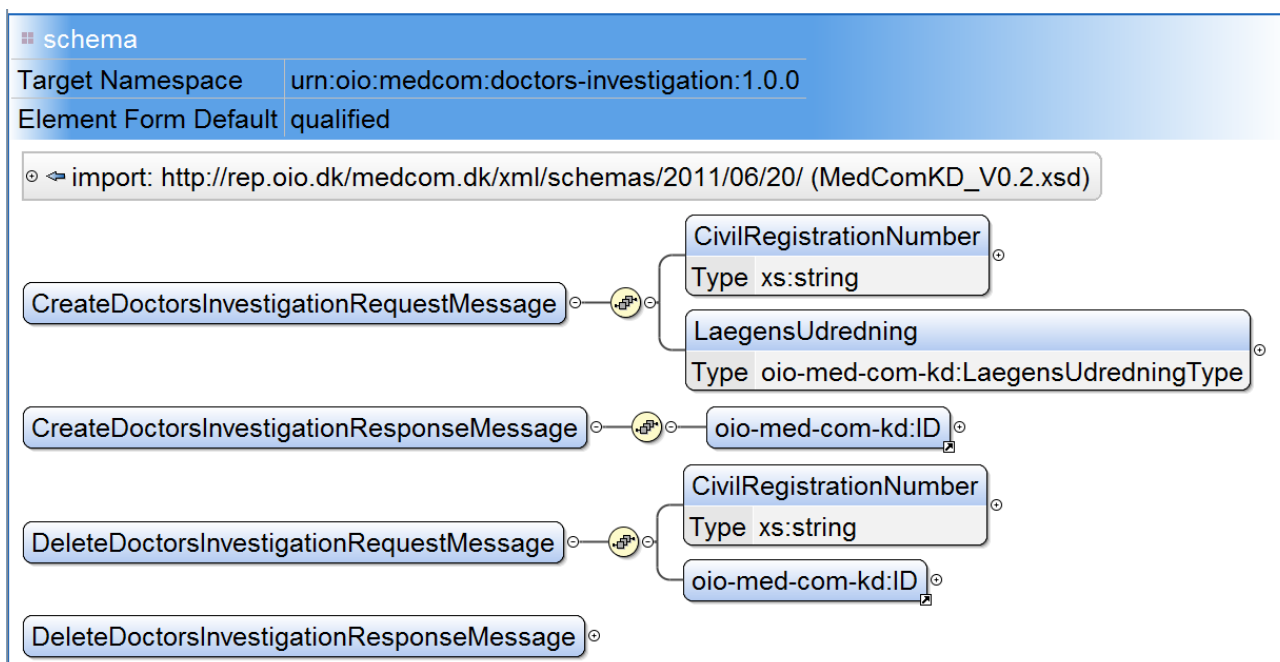 schema
Target Namespace urn:oio:medcom:doctors-investigation:1.0.0
Element Form Default qualified
import: http://rep.oio.dk/medcom.dk/xml/schemas/2011/06/20/ (MedComKD_V0.2.xsd)
CreateDoctorsInvestigationRequestMessage
CivilRegistrationNumber
Type xs:string
LaegensUdredning
Type oio-med-com-kd:LaegensUdredningType
CreateDoctorsInvestigationResponseMessage
oio-med-com-kd:ID
DeleteDoctorsInvestigationRequestMessage
CivilRegistrationNumber
Type xs:string
oio-med-com-kd:ID
DeleteDoctorsInvestigationResponseMessage